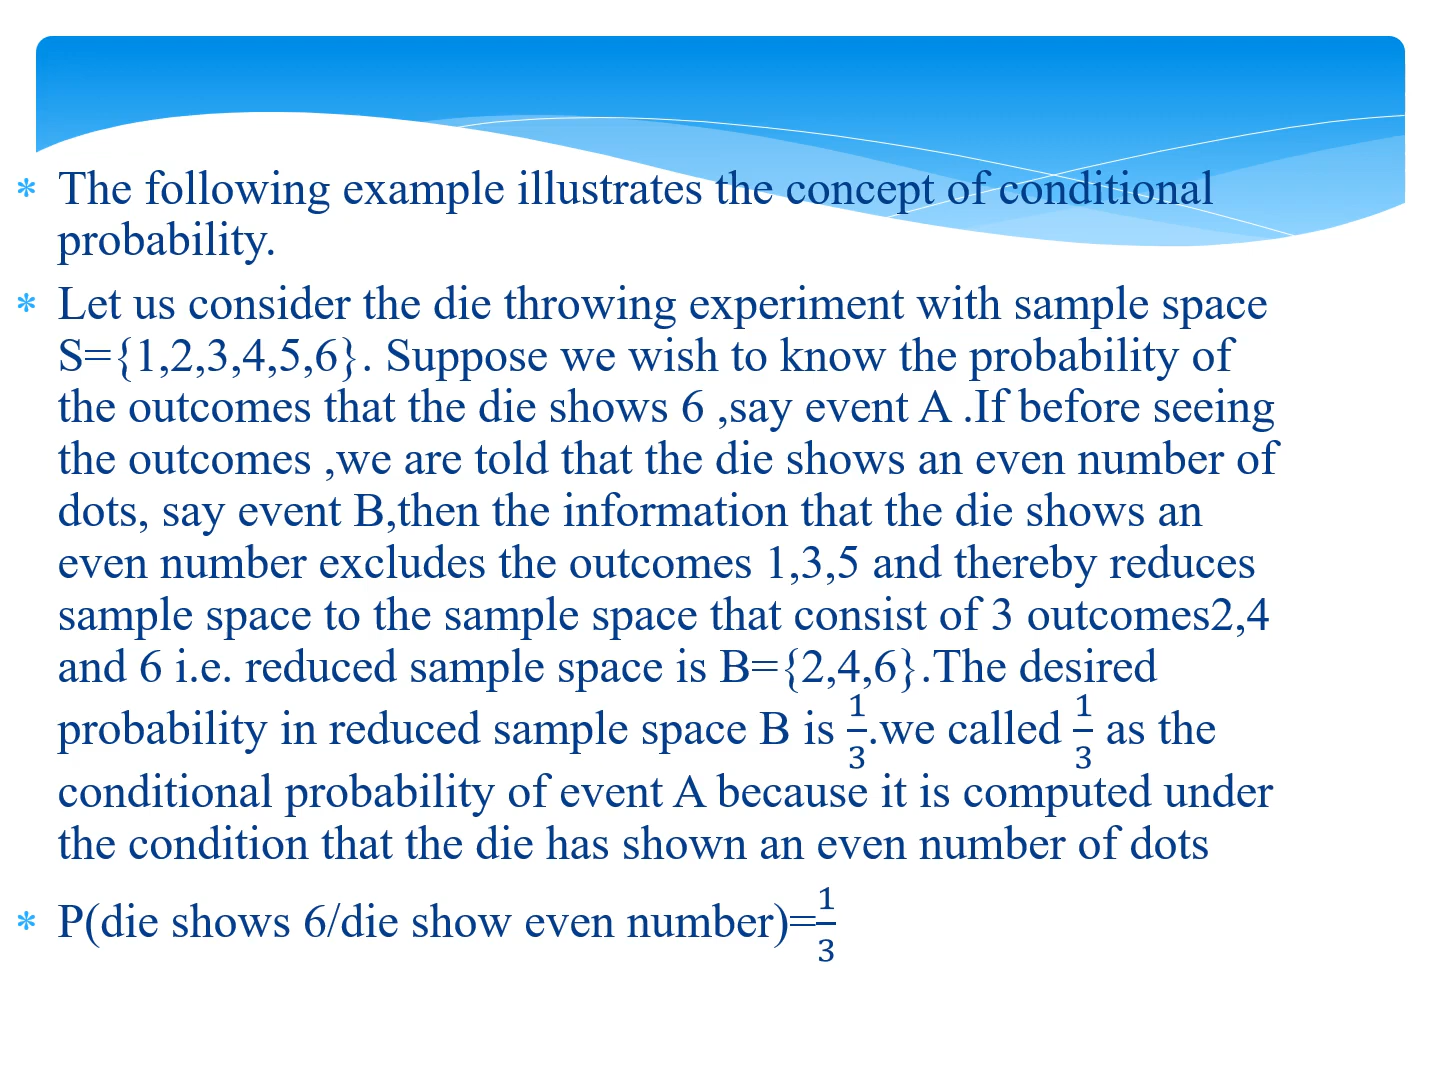 * The following example illustrates the concept of conditional
probability.
* Let us consider the die throwing experiment with sample space
S={1,2,3,4,5,6}. Suppose we wish to know the probability of
the outcomes that the die shows 6 ,say event A .If before seeing
the outcomes ,we are told that the die shows an even number of
dots, say event B,then the information that the die shows an
even number excludes the outcomes 1,3,5 and thereby reduces
sample space to the sample space that consist of 3 outcomes2,4
and 6 i.e. reduced sample space is B={2,4,6}.The desired
probability in reduced sample space B is 1/3.we called 1/3 as the
conditional probability of event A because it is computed under
the condition that the die has shown an even number of dots
* P(die shows 6/die show even number)=1/3